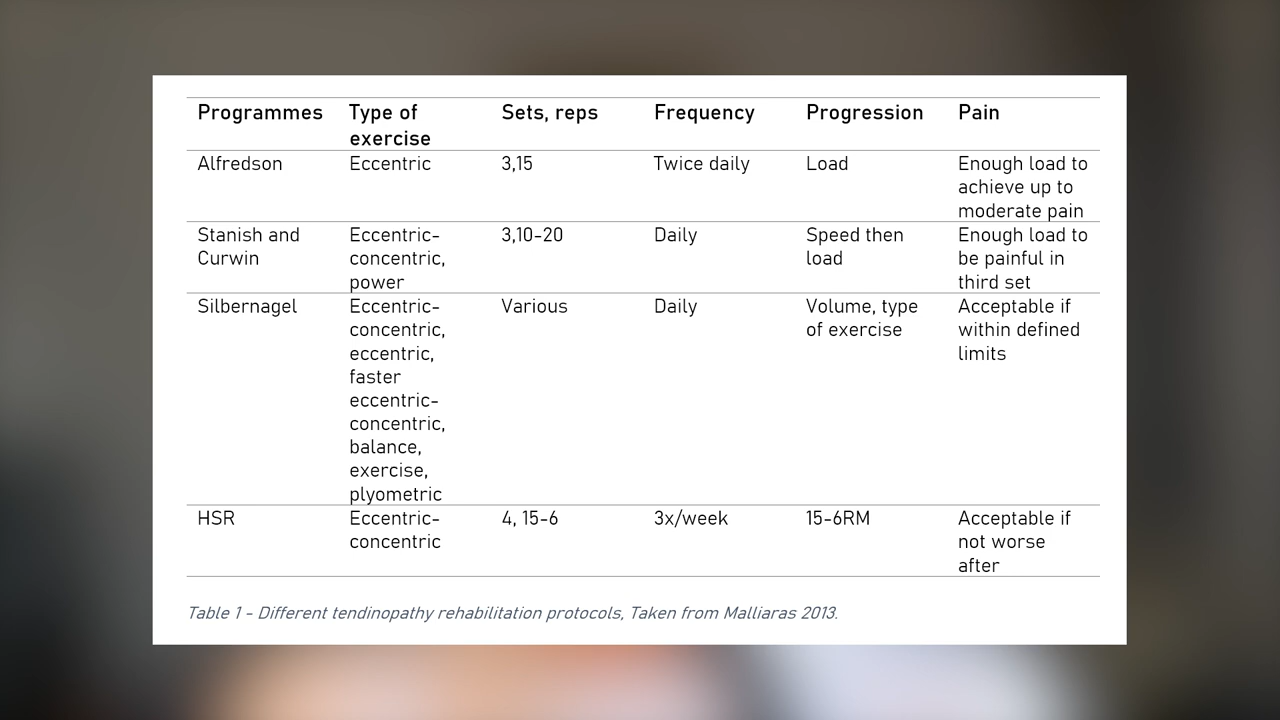 Programmes Type of Sets, reps Frequency Progression Pain
exercise
Alfredson Eccentric 3,15 Twice daily Load Enough load to
achieve up to
moderate pain
Stanish and Eccentric- 3,10-20 Daily Speed then Enough load to
Curwin concentric, load be painful in
power third set
Silbernagel Eccentric- Various Daily Volume, type Acceptable if
concentric, of exercise within defined
eccentric, limits
faster
eccentric-
concentric,
balance,
exercise,
plyometric
HSR Eccentric- 4, 15-6 3x/week 15-6RM Acceptable if
concentric not worse
after
Table 1 - Different tendinopathy rehabilitation protocols, Taken from Malliaras 2013.